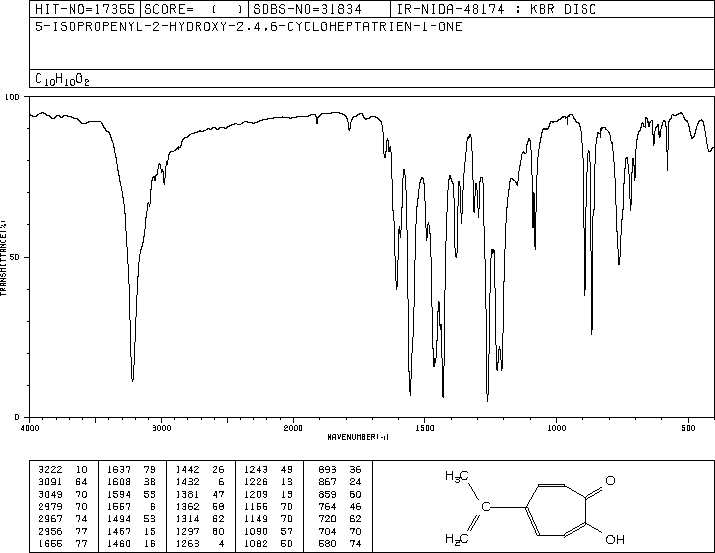 HIT-NO=17355 SCORE= ( ) SDBS-NO=31834 IR-NIDA-48174 : KBR DISC
5-ISOPROPENYL-2-HYDROXY-2,4,6-CYCLOHEPTATRIEN-1-ONE
C10H10O2
100
50
0
TRANSMITTANCE(%)
4000 3000 2000 1500 1000 500
WAVENUMBER(-1)
3222 10 1637 79 1442 26 1243 49 893 36
3091 64 1608 38 1432 6 1226 13 867 24
3049 70 1594 55 1381 47 1209 13 859 60
2979 70 1557 6 1362 58 1166 70 764 46
2967 74 1494 53 1314 62 1149 70 720 62
2956 77 1467 15 1297 60 1090 57 704 70
1655 77 1460 16 1263 4 1082 50 580 74
H3C
O
C
H2C
OH